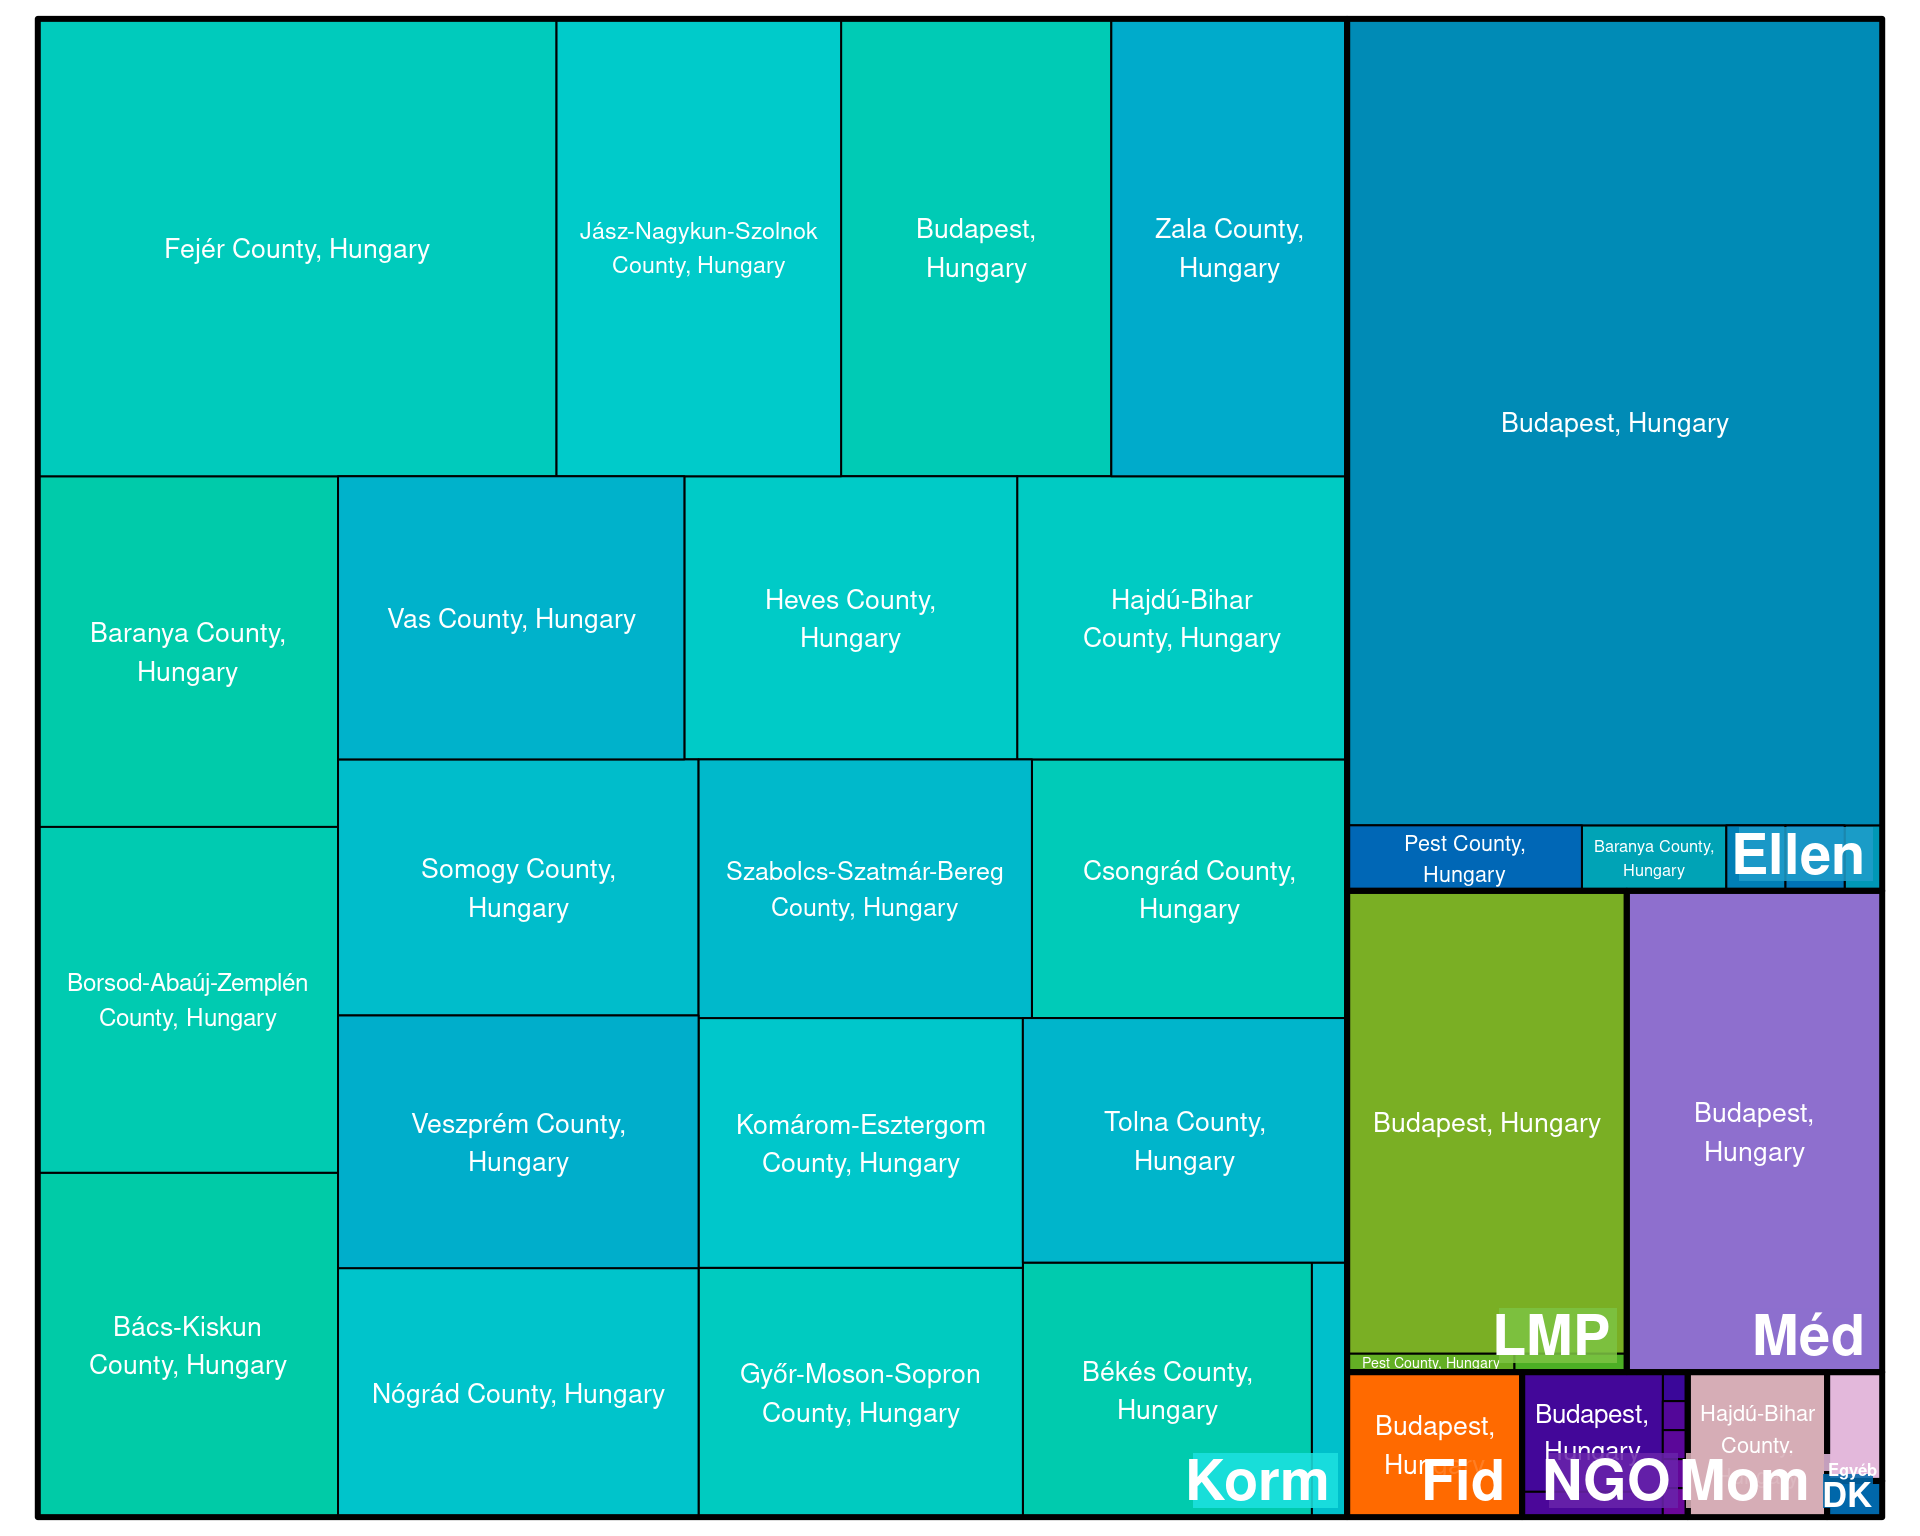 Fejér County, Hungary
Jász-Nagykun-Szolnok
County, Hungary
Budapest,
Hungary
Zala County,
Hungary
Budapest, Hungary
Baranya County,
Hungary
Vas County, Hungary
Heves County,
Hungary
Hajdú-Bihar
County, Hungary
Somogy County,
Hungary
Szabolcs-Szatmár-Bereg
County, Hungary
Csongrád County,
Hungary
Borsod-Abaúj-Zemplén
County, Hungary
Veszprém County,
Hungary
Komárom-Esztergom
County, Hungary
Tolna County,
Hungary
Bács-Kiskun
County, Hungary
Nógrád County, Hungary
Győr-Moson-Sopron
County, Hungary
Békés County,
Hungary
Korm
Pest County,
Hungary
Baranya County,
Hungary
Ellen
Budapest, Hungary
Pest County, Hungary
LMP
Budapest,
Hungary
Méd
Budapest,
Hungary
Fid
Budapest,
Hungary
NGO
Hajdú-Bihar
County,
Mom
Egyéb
DK